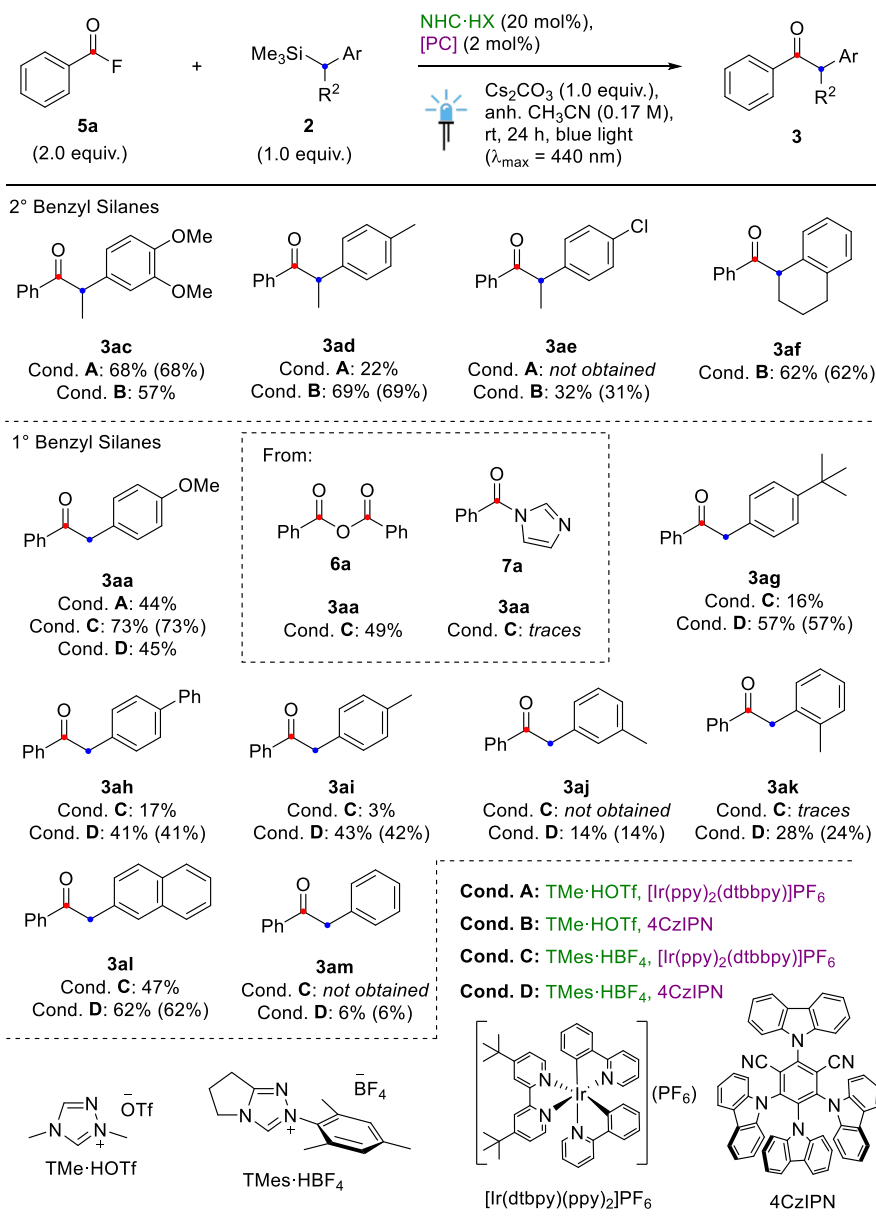 NHC·HX (20 mol%),
[PC] (2 mol%)
O
F
5a
(2.0 equiv.)
+
Me₃Si
Ar
R²
2
(1.0 equiv.)
Cs₂CO₃ (1.0 equiv.),
anh. CH₃CN (0.17 M),
rt, 24 h, blue light
(λmax = 440 nm)
O
Ar
R²
3
2° Benzyl Silanes
O
Ph
OMe
OMe
3ac
Cond. A: 68% (68%)
Cond. B: 57%
O
Ph
3ad
Cond. A: 22%
Cond. B: 69% (69%)
O
Ph
Cl
3ae
Cond. A: not obtained
Cond. B: 32% (31%)
O
Ph
3af
Cond. B: 62% (62%)
1° Benzyl Silanes
O
Ph
OMe
3aa
Cond. A: 44%
Cond. C: 73% (73%)
Cond. D: 45%
From:
O O
Ph O Ph
6a
3aa
Cond. C: 49%
O
Ph N N
7a
3aa
Cond. C: traces
O
Ph
3ag
Cond. C: 16%
Cond. D: 57% (57%)
O
Ph
Ph
3ah
Cond. C: 17%
Cond. D: 41% (41%)
O
Ph
3ai
Cond. C: 3%
Cond. D: 43% (42%)
O
Ph
3aj
Cond. C: not obtained
Cond. D: 14% (14%)
O
Ph
3ak
Cond. C: traces
Cond. D: 28% (24%)
O
Ph
3al
Cond. C: 47%
Cond. D: 62% (62%)
O
Ph
3am
Cond. C: not obtained
Cond. D: 6% (6%)
Cond. A: TMe·HOTf, [Ir(ppy)₂(dtbbpy)]PF₆
Cond. B: TMe·HOTf, 4CzIPN
Cond. C: TMes·HBF₄, [Ir(ppy)₂(dtbbpy)]PF₆
Cond. D: TMes·HBF₄, 4CzIPN
N
N
N
+
–
OTf
TMe·HOTf
N
N
N
+
–
BF₄
TMes·HBF₄
N
N
Ir
N
N
(PF₆)
[Ir(dtbpy)(ppy)₂]PF₆
N
NC
CN
N
N
N
4CzIPN